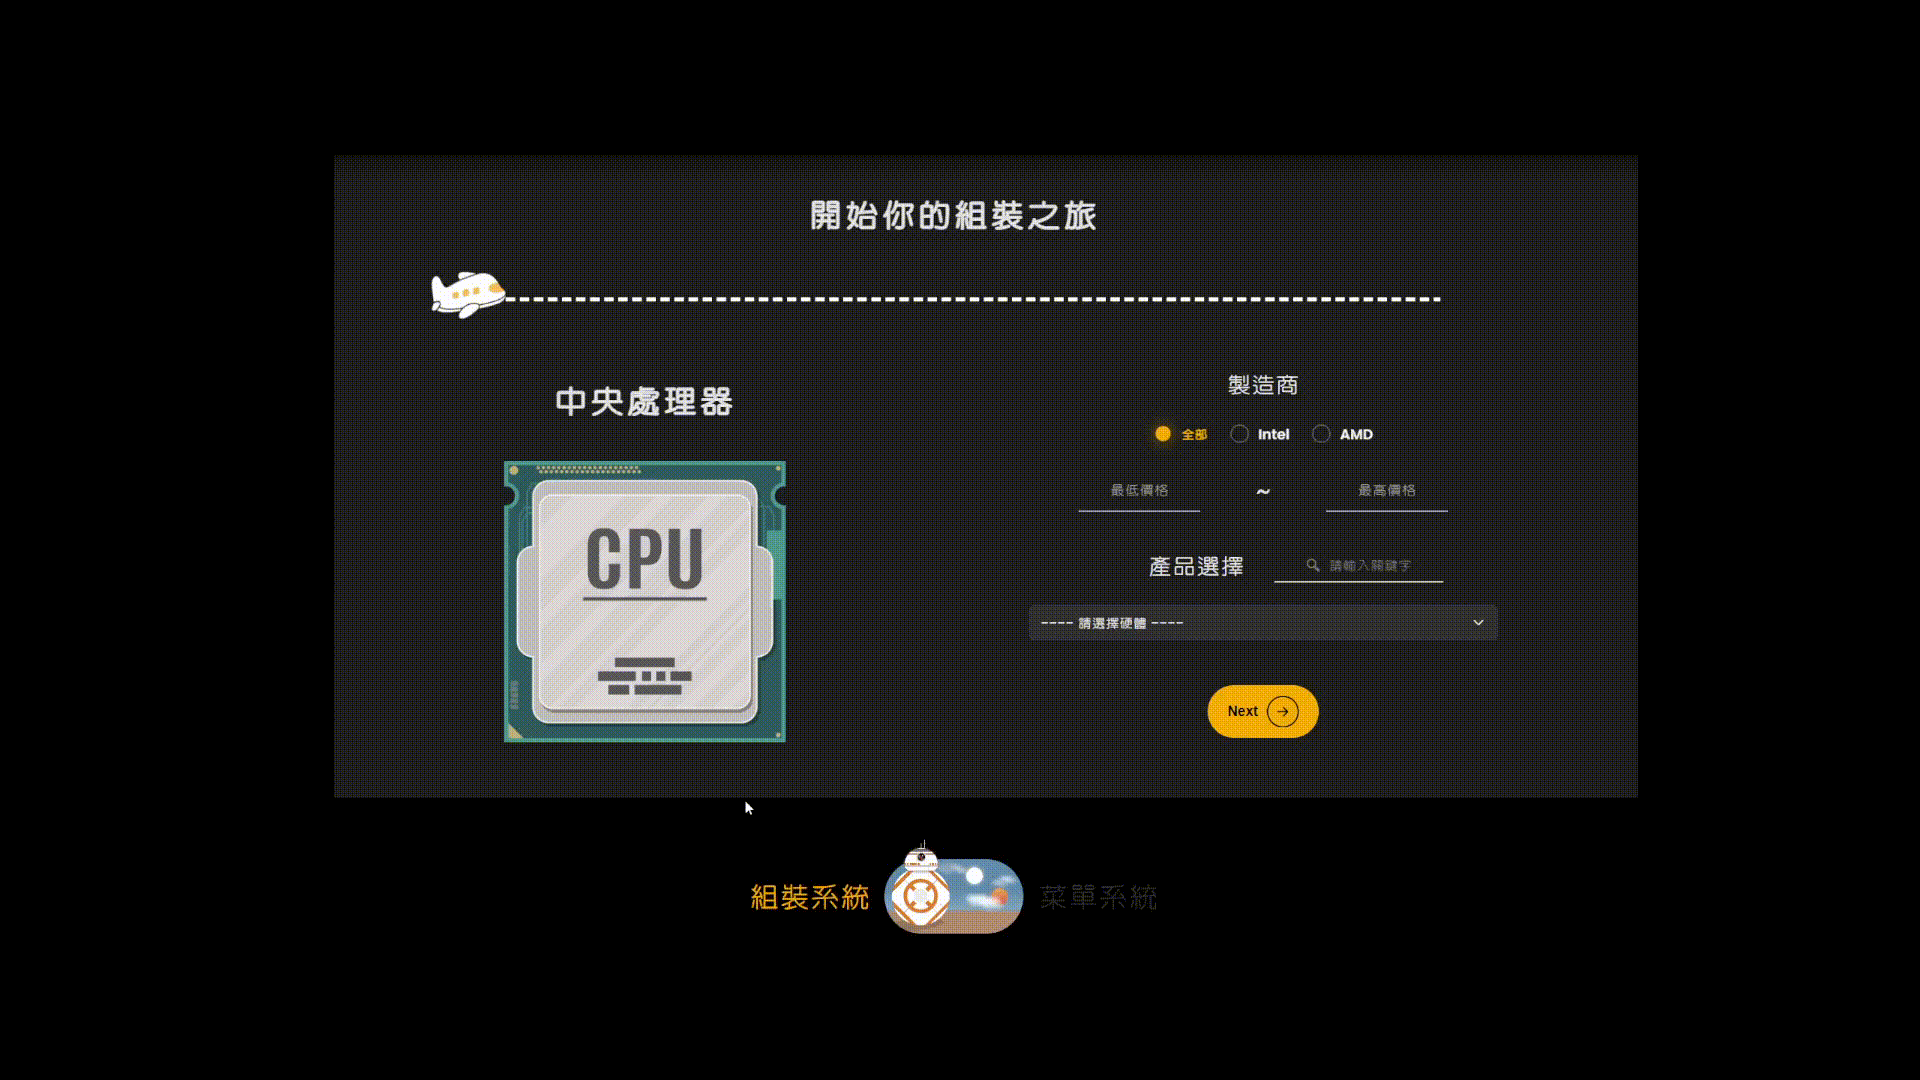 開始你的組裝之旅
中央處理器
CPU
製造商
全部 Intel AMD
最低價格 ~ 最高價格
產品選擇 請輸入關鍵字
---- 請選擇硬體 ----
Next
組裝系統 菜單系統